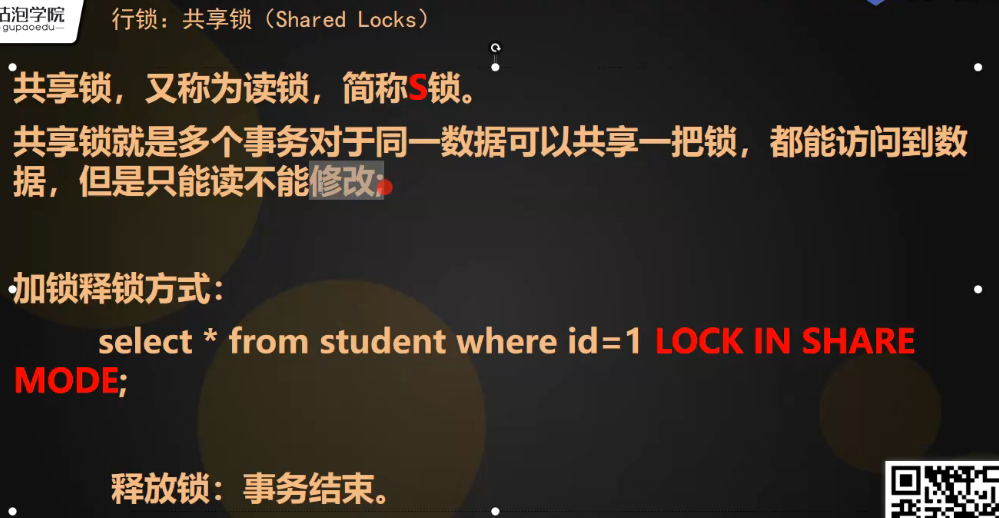 咕泡学院
gupaoedu
行锁：共享锁（Shared Locks）
共享锁，又称为读锁，简称S锁。
共享锁就是多个事务对于同一数据可以共享一把锁，都能访问到数
据，但是只能读不能修改;
加锁释锁方式：
select * from student where id=1 LOCK IN SHARE
MODE;
释放锁：事务结束。